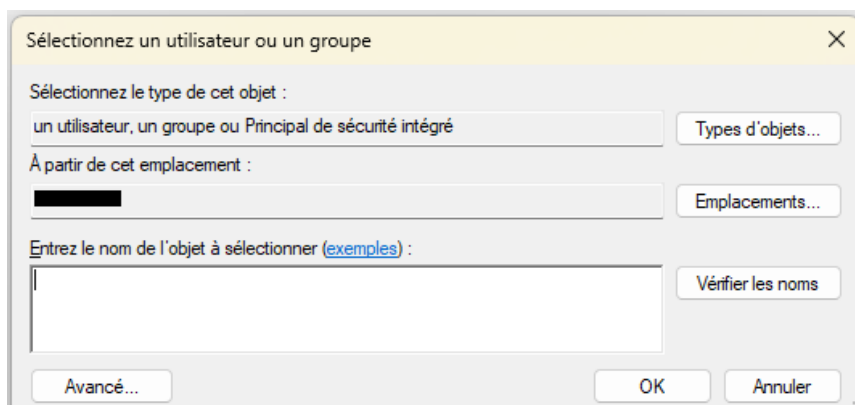 Sélectionnez un utilisateur ou un groupe
Sélectionnez le type de cet objet :
un utilisateur, un groupe ou Principal de sécurité intégré
Types d'objets...
À partir de cet emplacement :
Emplacements...
Entrez le nom de l'objet à sélectionner (exemples) :
Vérifier les noms
Avancé...
OK
Annuler